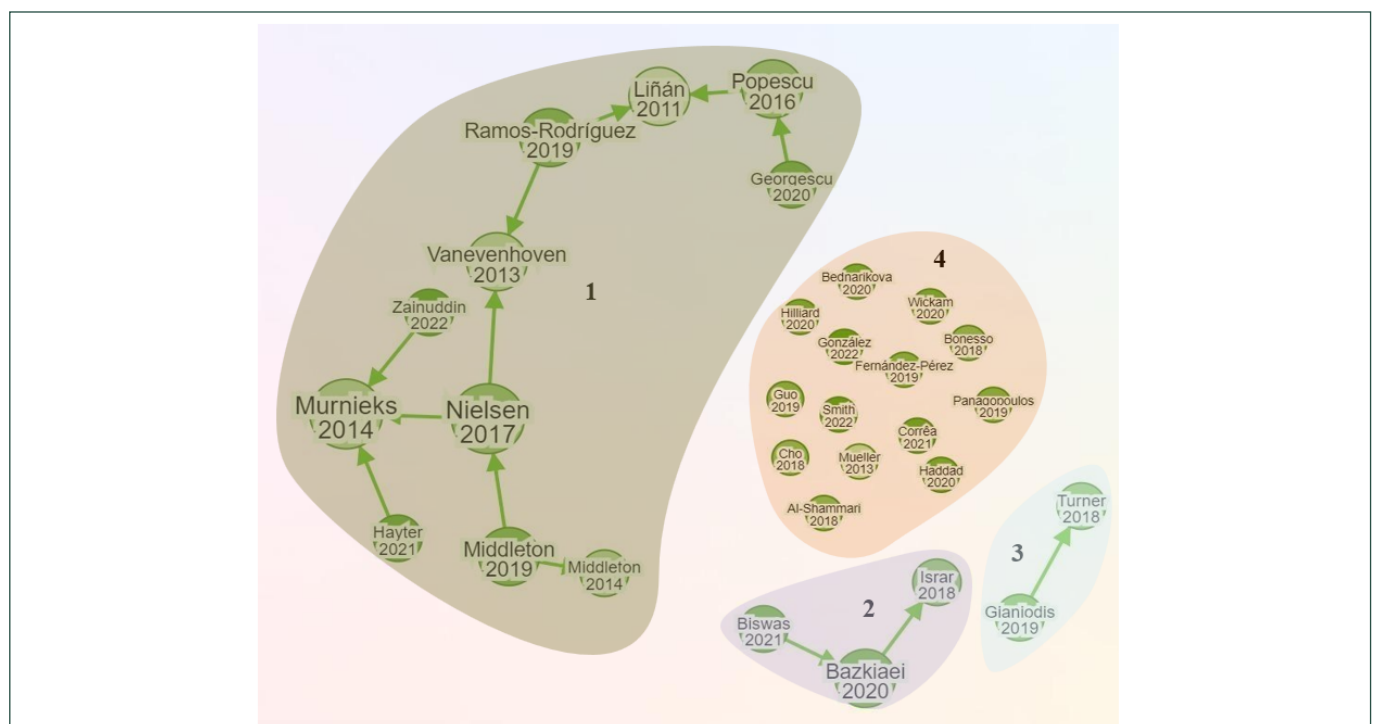 Liñán
2011
Popescu
2016
Ramos-Rodríguez
2019
Georgescu
2020
Vanevenhoven
2013
1
Zainuddin
2022
Murnieks
2014
Nielsen
2017
Hayter
2021
Middleton
2019
Middleton
2014
4
Bednarikova
2020
Wickam
2020
Hilliard
2020
González
2022
Bonesso
2018
Fernández-Pérez
2019
Guo
2019
Smith
2022
Panagopoulos
2019
Corrêa
2021
Cho
2018
Mueller
2013
Haddad
2020
Al-Shammari
2018
3
Turner
2018
Gianiodis
2019
2
Israr
2018
Biswas
2021
Bazkiaei
2020